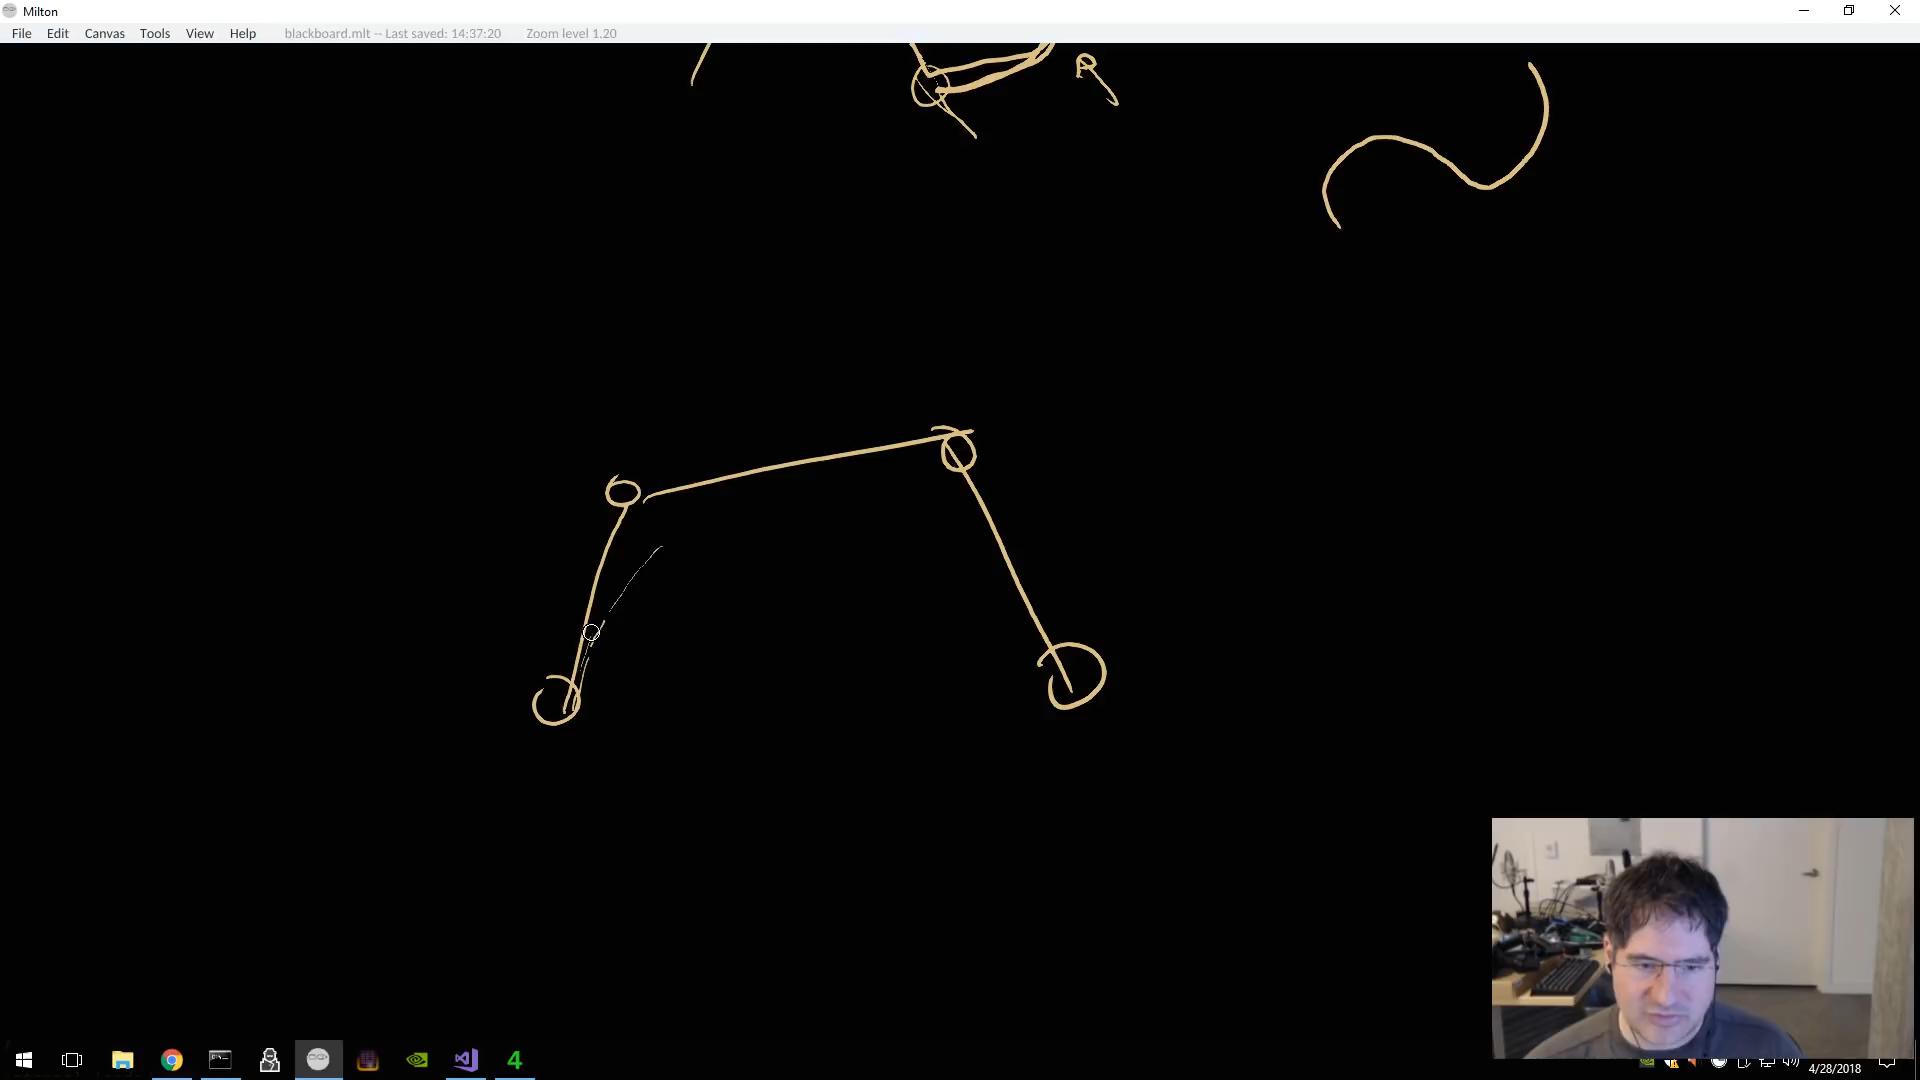 Milton
File Edit Canvas Tools View Help blackboard.mlt -- Last saved: 14:37:20 Zoom level 1.20
R
4
4/28/2018